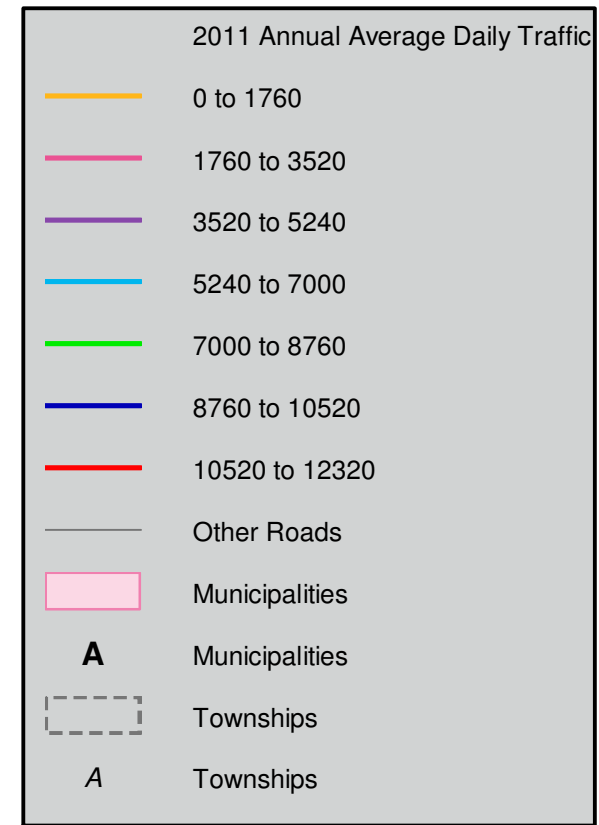 2011 Annual Average Daily Traffic
0 to 1760
1760 to 3520
3520 to 5240
5240 to 7000
7000 to 8760
8760 to 10520
10520 to 12320
Other Roads
Municipalities
A Municipalities
Townships
A Townships